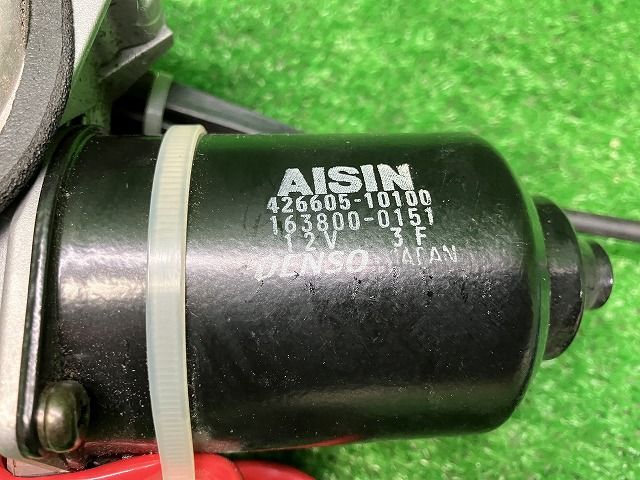 AISIN
426605-10100
163800-0151
12V 3F
DENSO JAPAN